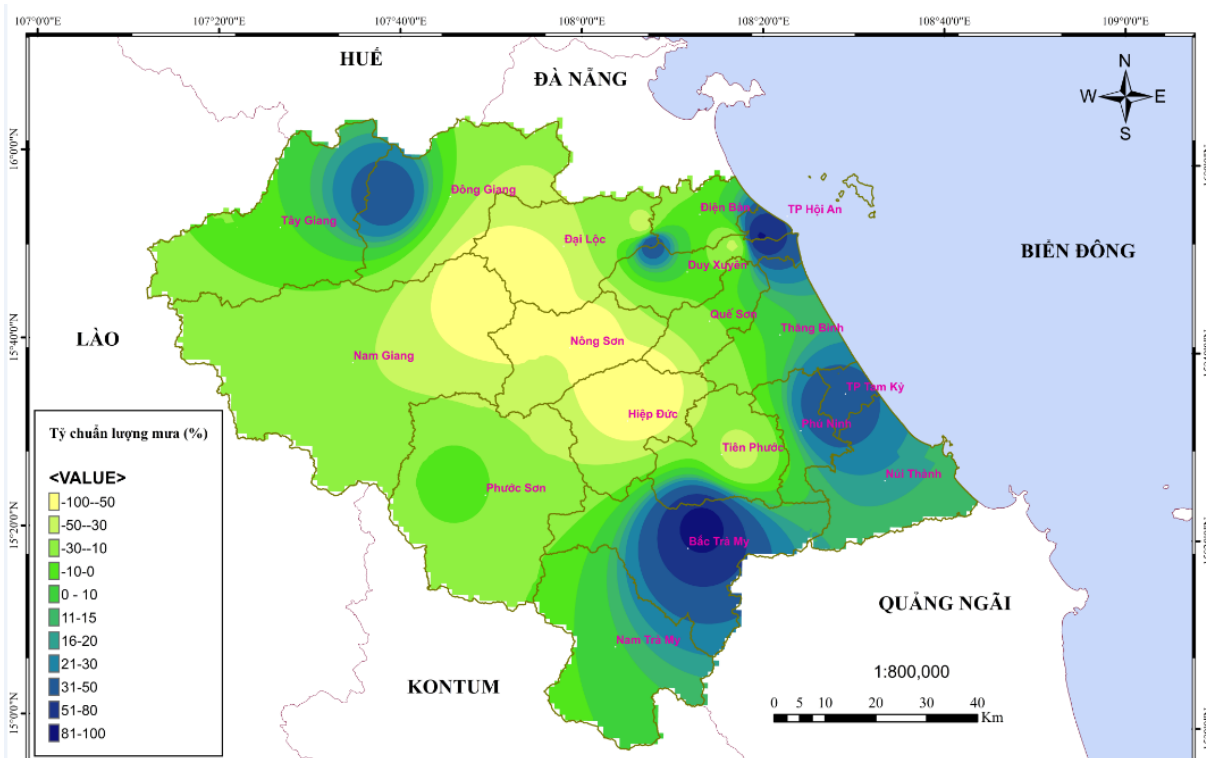 107°0'0"E
107°20'0"E
107°40'0"E
108°0'0"E
108°20'0"E
108°40'0"E
109°0'0"E
HUẾ
ĐÀ NẴNG
N
W
E
S
16°0'0"N
Đông Giang
Điện Bàn
TP Hội An
Tây Giang
Đại Lộc
BIỂN ĐÔNG
Duy Xuyên
Quế Sơn
Thăng Bình
LÀO
15°40'0"N
Nông Sơn
Nam Giang
TP Tam Kỳ
Hiệp Đức
Phú Ninh
Tiên Phước
Núi Thành
Phước Sơn
15°20'0"N
Bắc Trà My
QUẢNG NGÃI
Nam Trà My
KONTUM
1:800,000
15°0'0"N
0 5 10 20 30 40
Km
Tỷ chuẩn lượng mưa (%)
<VALUE>
-100--50
-50--30
-30--10
-10-0
0 - 10
11-15
16-20
21-30
31-50
51-80
81-100